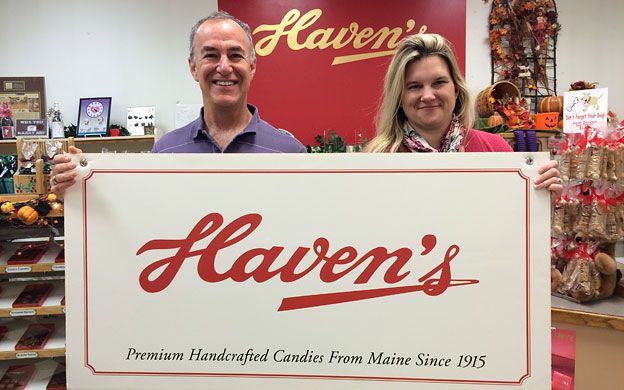 Haven's
Don't Forget Your Dog!
Haven's
Premium Handcrafted Candies From Maine Since 1915